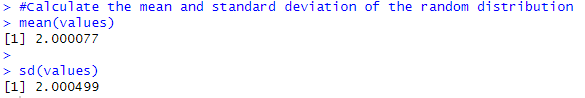 > #Calculate the mean and standard deviation of the random distribution
> mean(values)
[1] 2.000077
>
> sd(values)
[1] 2.000499